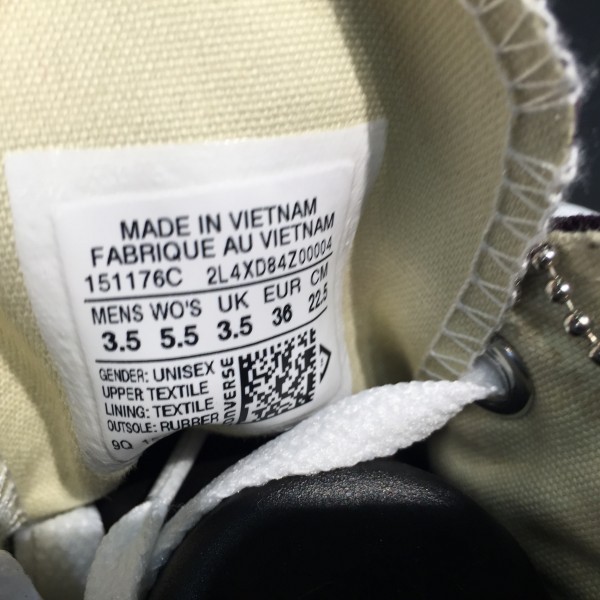 MADE IN VIETNAM
FABRIQUE AU VIETNAM
151176C 2L4XD84Z00004
MENS WO'S UK EUR CM
3.5 5.5 3.5 36 22.5
GENDER: UNISEX
UPPER TEXTILE
LINING: TEXTILE
OUTSOLE: RUBBER
9Q
CONVERSE